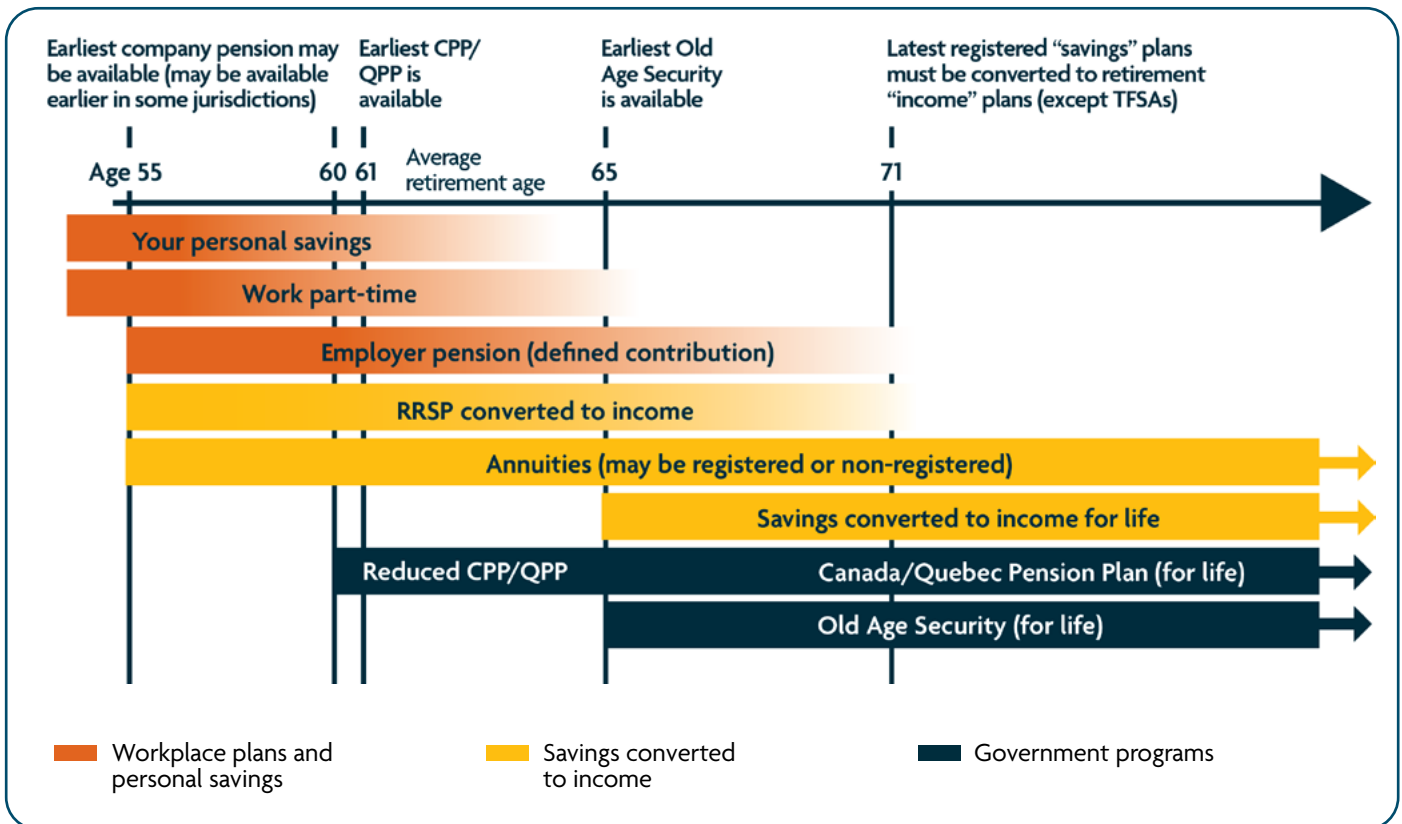 Earliest company pension may
be available (may be available
earlier in some jurisdictions)
Earliest CPP/
QPP is
available
Earliest Old
Age Security
is available
Latest registered “savings” plans
must be converted to retirement
“income” plans (except TFSAs)
Age 55
60 61
Average
retirement age
65
71
Your personal savings
Work part-time
Employer pension (defined contribution)
RRSP converted to income
Annuities (may be registered or non-registered)
Savings converted to income for life
Reduced CPP/QPP
Canada/Quebec Pension Plan (for life)
Old Age Security (for life)
Workplace plans and
personal savings
Savings converted
to income
Government programs